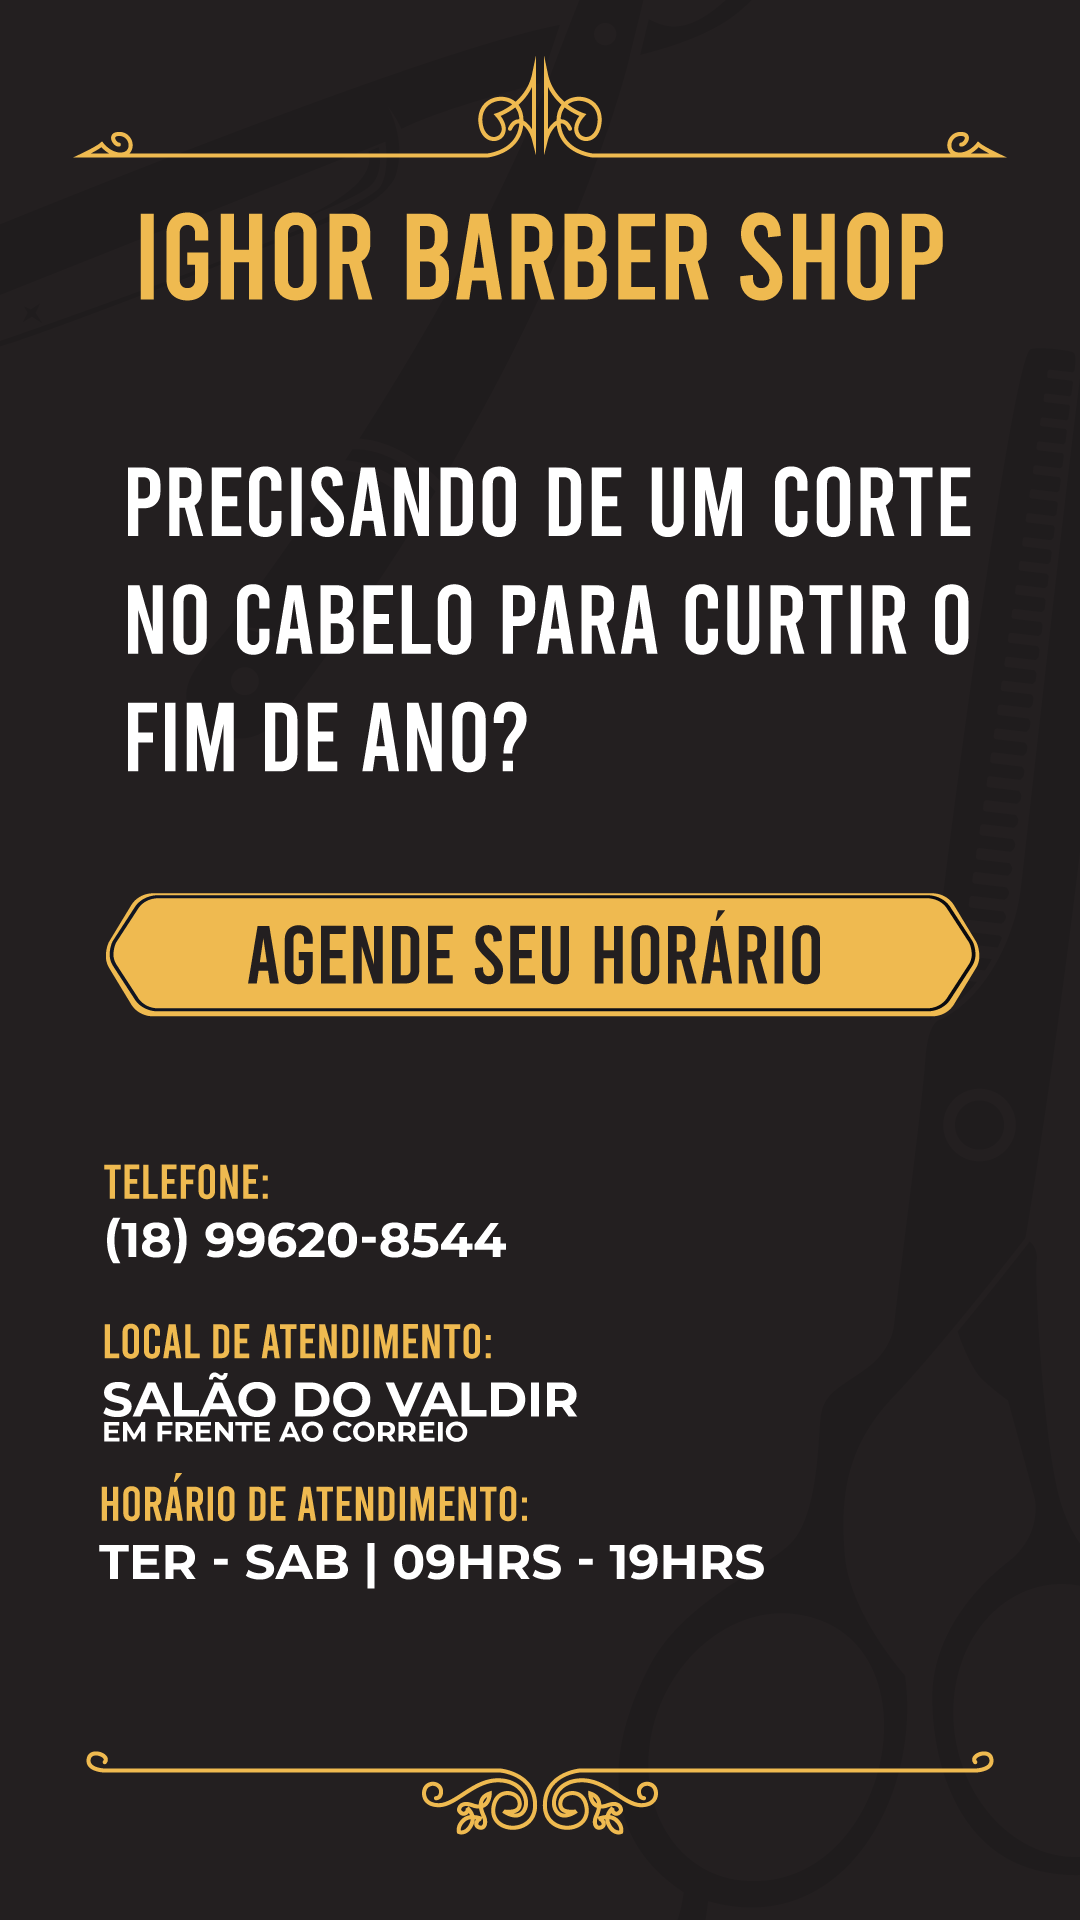 IGHOR BARBER SHOP
PRECISANDO DE UM CORTE
NO CABELO PARA CURTIR O
FIM DE ANO?
AGENDE SEU HORÁRIO
TELEFONE:
(18) 99620-8544
LOCAL DE ATENDIMENTO:
SALÃO DO VALDIR
EM FRENTE AO CORREIO
HORÁRIO DE ATENDIMENTO:
TER - SAB | 09HRS - 19HRS